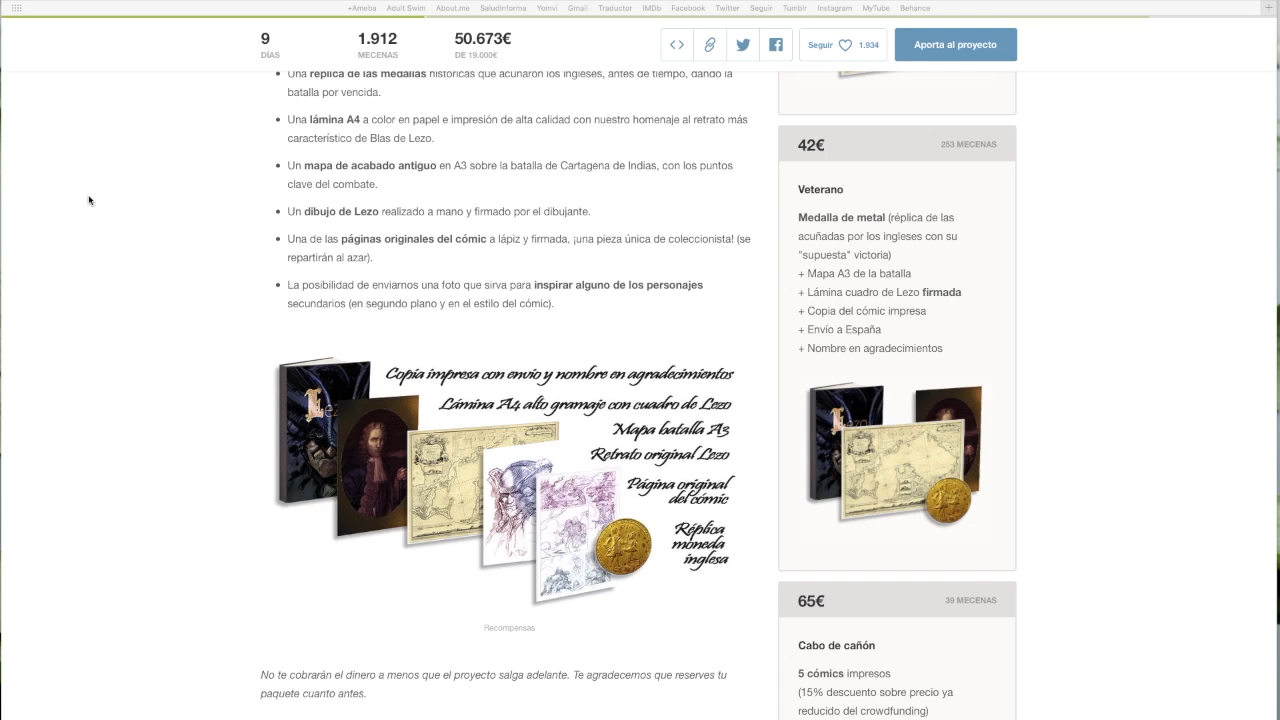 +Ameba Adult Swim About.me SaludInforma Yomvi Gmail Traductor IMDb Facebook Twitter Seguir Tumblr Instagram MyTube Behance
9
DÍAS
1.912
MECENAS
50.673€
DE 19.000€
Seguir 1.934
Aporta al proyecto
Una réplica de las medallas históricas que acuñaron los ingleses, antes de tiempo, dando la
batalla por vencida.
Una lámina A4 a color en papel e impresión de alta calidad con nuestro homenaje al retrato más
característico de Blas de Lezo.
Un mapa de acabado antiguo en A3 sobre la batalla de Cartagena de Indias, con los puntos
clave del combate.
Un dibujo de Lezo realizado a mano y firmado por el dibujante.
Una de las páginas originales del cómic a lápiz y firmada, ¡una pieza única de coleccionista! (se
repartirán al azar).
La posibilidad de enviarnos una foto que sirva para inspirar alguno de los personajes
secundarios (en segundo plano y en el estilo del cómic).
Copia impresa con envío y nombre en agradecimientos
Lámina A4 alto gramaje con cuadro de Lezo
Mapa batalla A3
Retrato original Lezo
Página original
del cómic
Réplica
moneda
inglesa
Recompensas
No te cobrarán el dinero a menos que el proyecto salga adelante. Te agradecemos que reserves tu
paquete cuanto antes.
42€
253 MECENAS
Veterano
Medalla de metal (réplica de las
acuñadas por los ingleses con su
"supuesta" victoria)
+ Mapa A3 de la batalla
+ Lámina cuadro de Lezo firmada
+ Copia del cómic impresa
+ Envío a España
+ Nombre en agradecimientos
65€
39 MECENAS
Cabo de cañón
5 cómics impresos
(15% descuento sobre precio ya
reducido del crowdfunding)